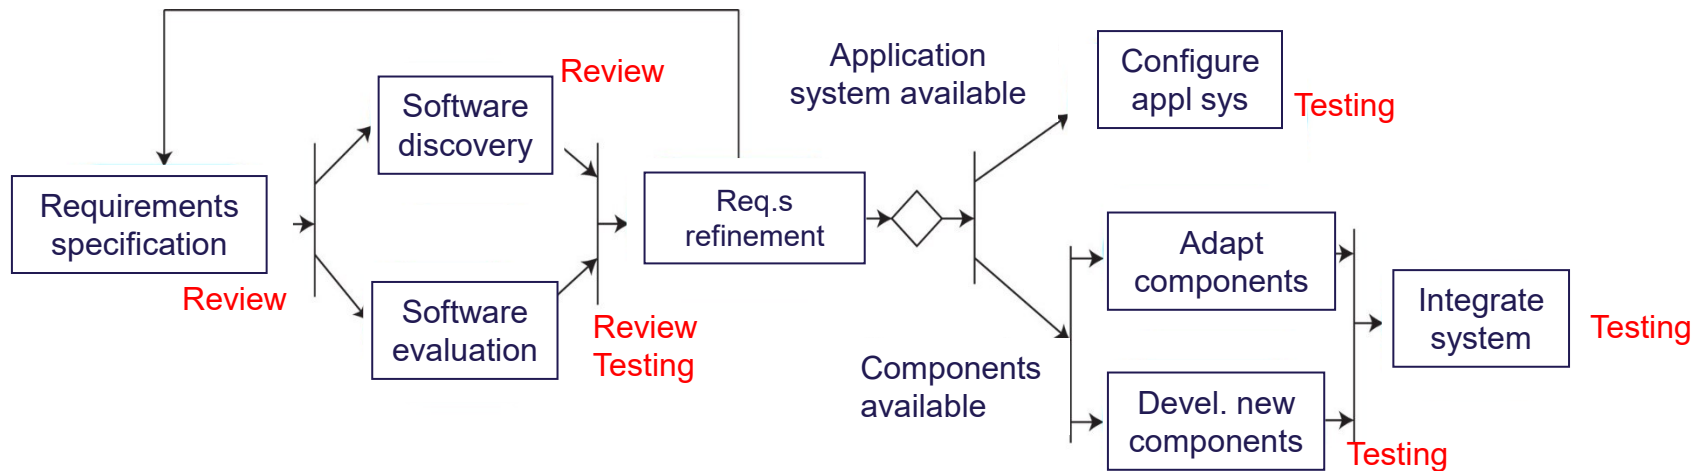 Requirements
specification
Review
Software
discovery
Review
Software
evaluation
Review
Testing
Req.s
refinement
Application
system available
Configure
appl sys
Testing
Components
available
Adapt
components
Devel. new
components
Testing
Integrate
system
Testing